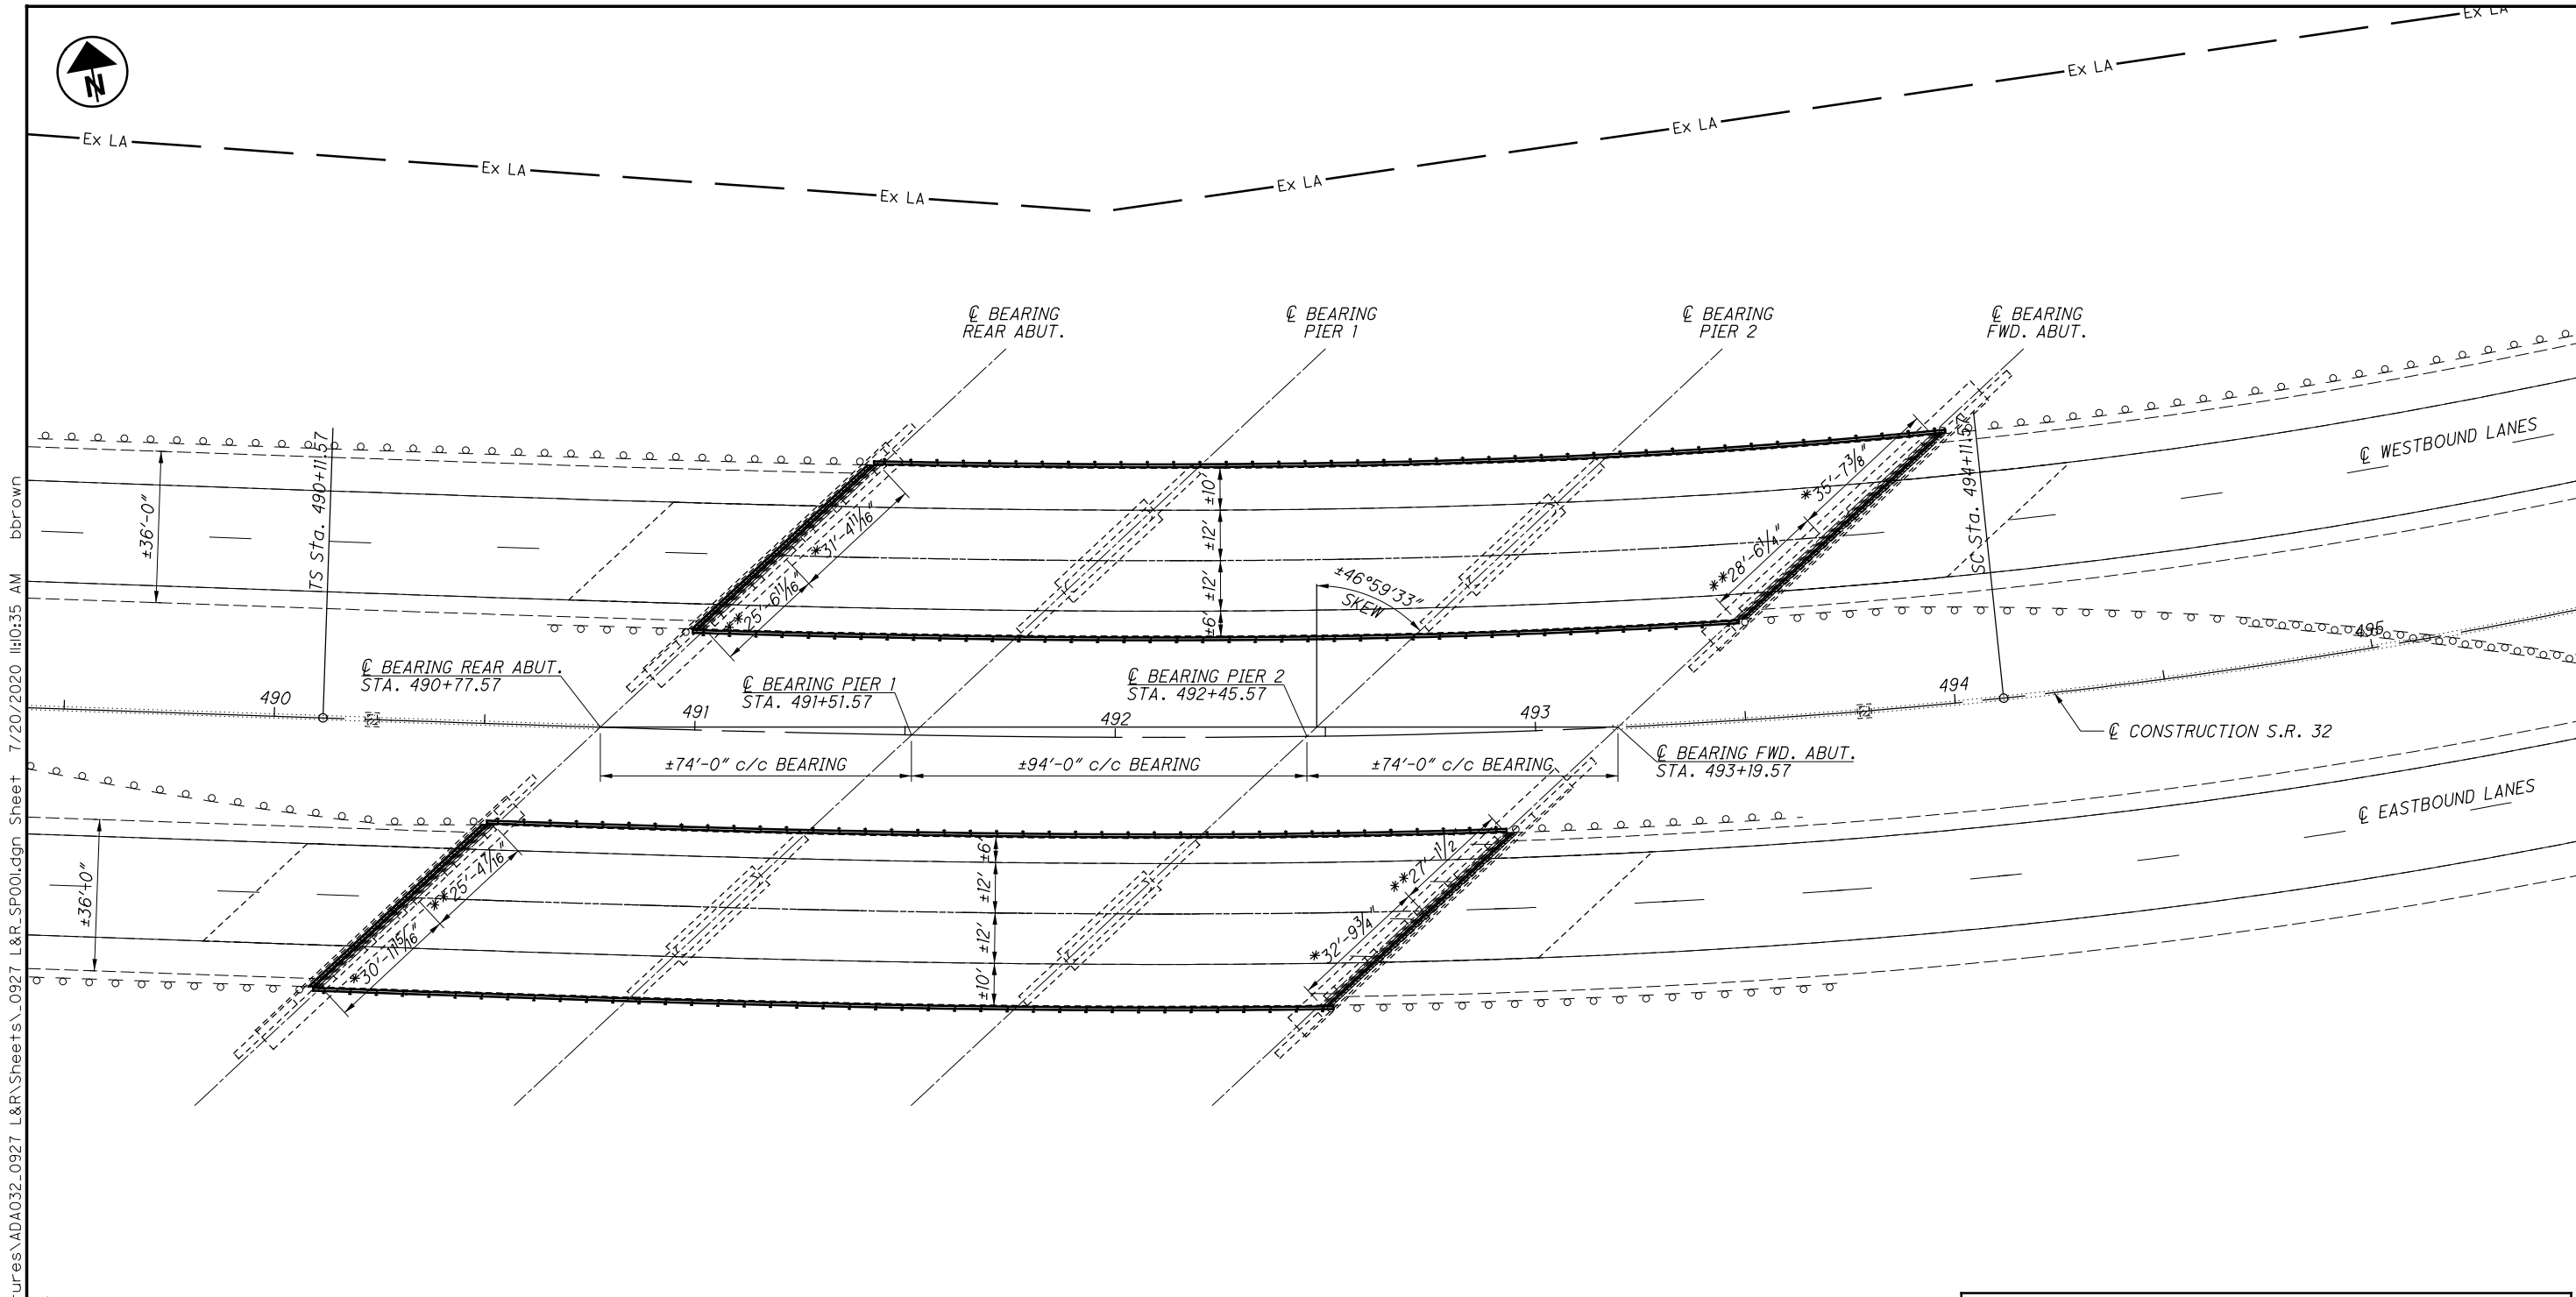 Ex LA
Ex LA
Ex LA
Ex LA
Ex LA
Ex LA
Ex LA
N
℄ BEARING
REAR ABUT.
℄ BEARING
PIER 1
℄ BEARING
PIER 2
℄ BEARING
FWD. ABUT.
±36'-0"
TS Sta. 490+11.57
*31'-4 11/16"
**25'-6 11/16"
±10'
±12'
±12'
±6'
±46°59'33"
SKEW
*35'-7 3/8"
**28'-6 1/4"
SC Sta. 494+11.57
℄ WESTBOUND LANES
℄ BEARING REAR ABUT.
STA. 490+77.57
℄ BEARING PIER 1
STA. 491+51.57
℄ BEARING PIER 2
STA. 492+45.57
490
491
492
493
494
495
±74'-0" c/c BEARING
±94'-0" c/c BEARING
±74'-0" c/c BEARING
℄ BEARING FWD. ABUT.
STA. 493+19.57
℄ CONSTRUCTION S.R. 32
℄ EASTBOUND LANES
±36'+0"
**25'-4 7/16"
*30'-11 5/16"
±6'
±12'
±12'
±10'
**27'-1 1/2"
*32'-9 3/4"
tures\ADA032_0927 L&R\Sheets\_0927 L&R_SP001.dgn Sheet 7/20/2020 11:10:35 AM bbrown